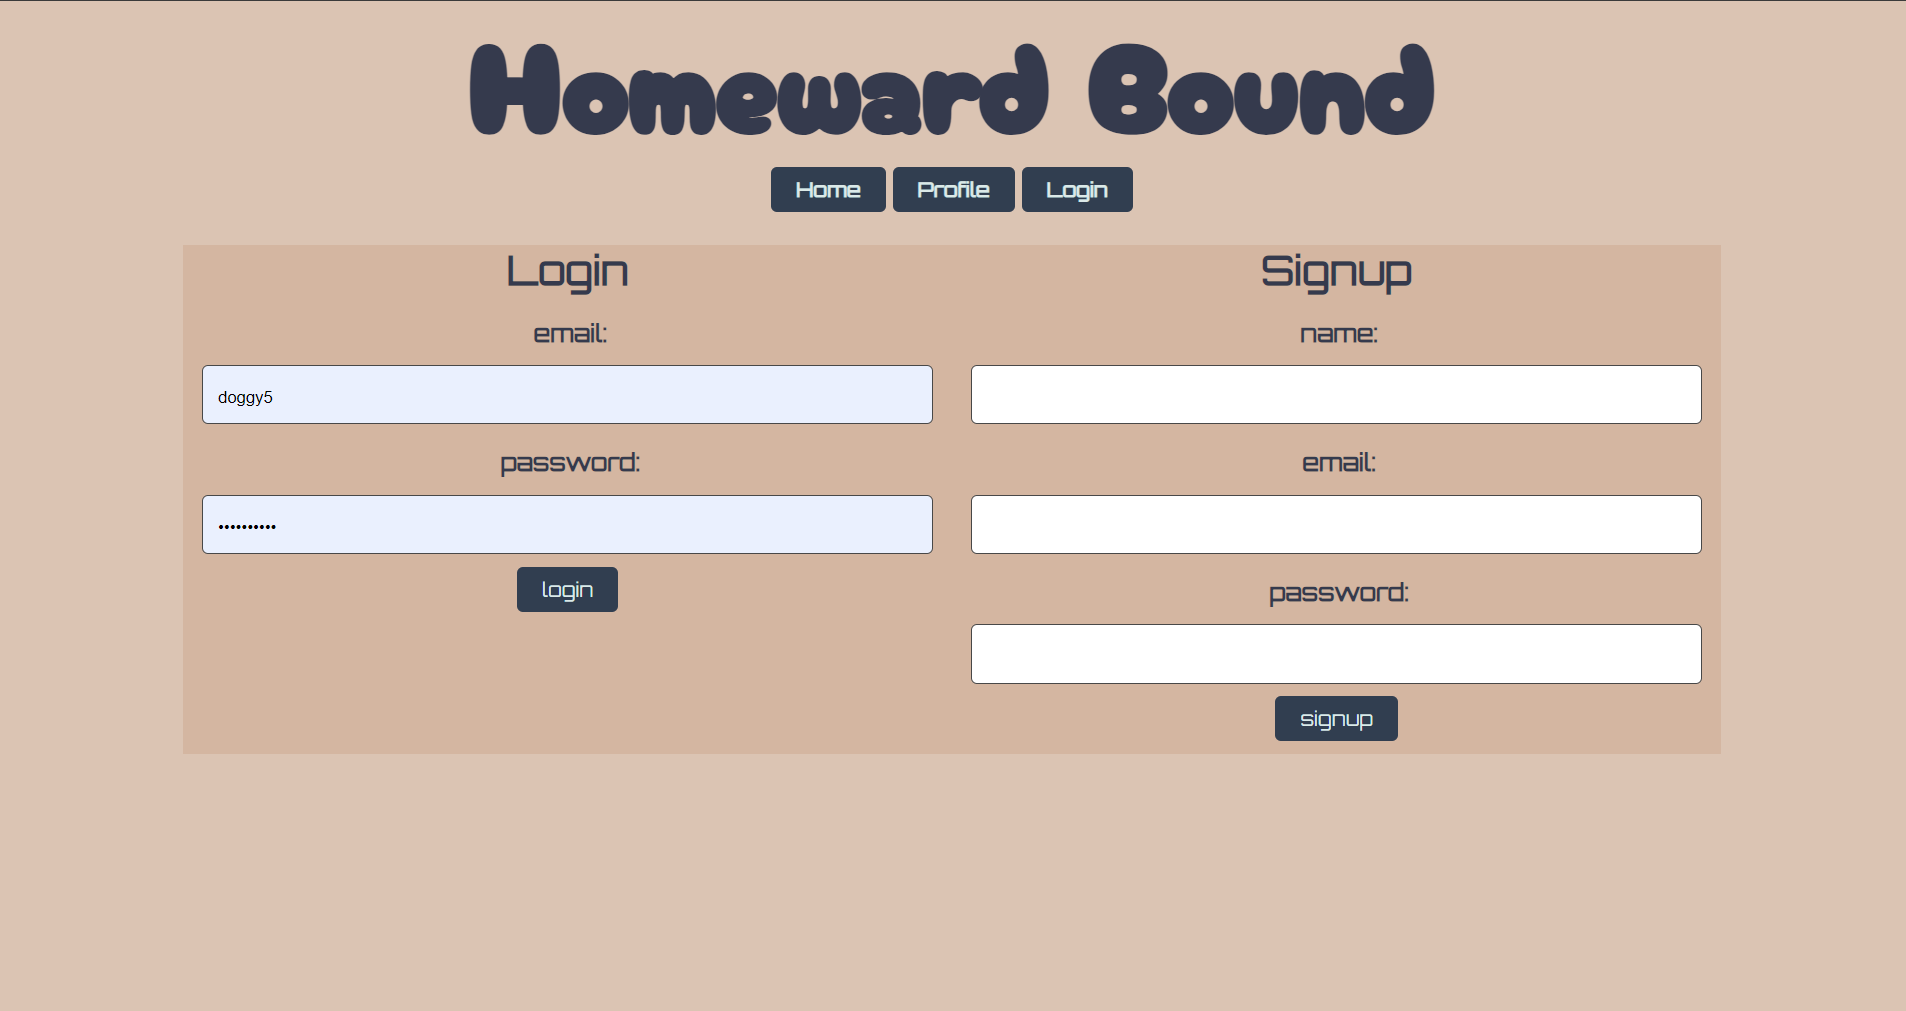 Homeward Bound
Home Profile Login
Login
email:
doggy5
password:
••••••••••
login
Signup
name:
email:
password:
signup